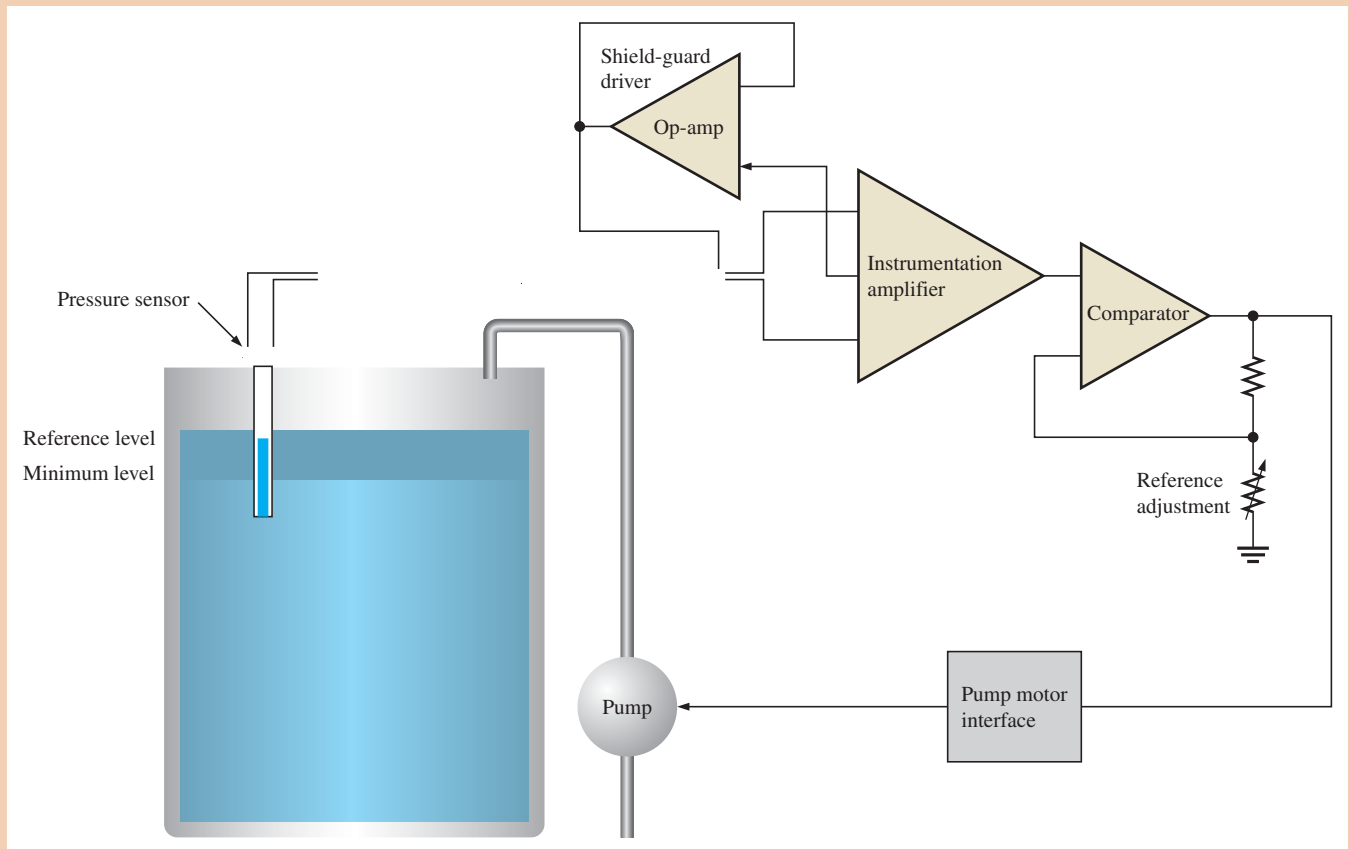 Shield-guard
driver
Op-amp
Instrumentation
amplifier
Pressure sensor
Comparator
Reference level
Minimum level
Reference
adjustment
Pump motor
interface
Pump